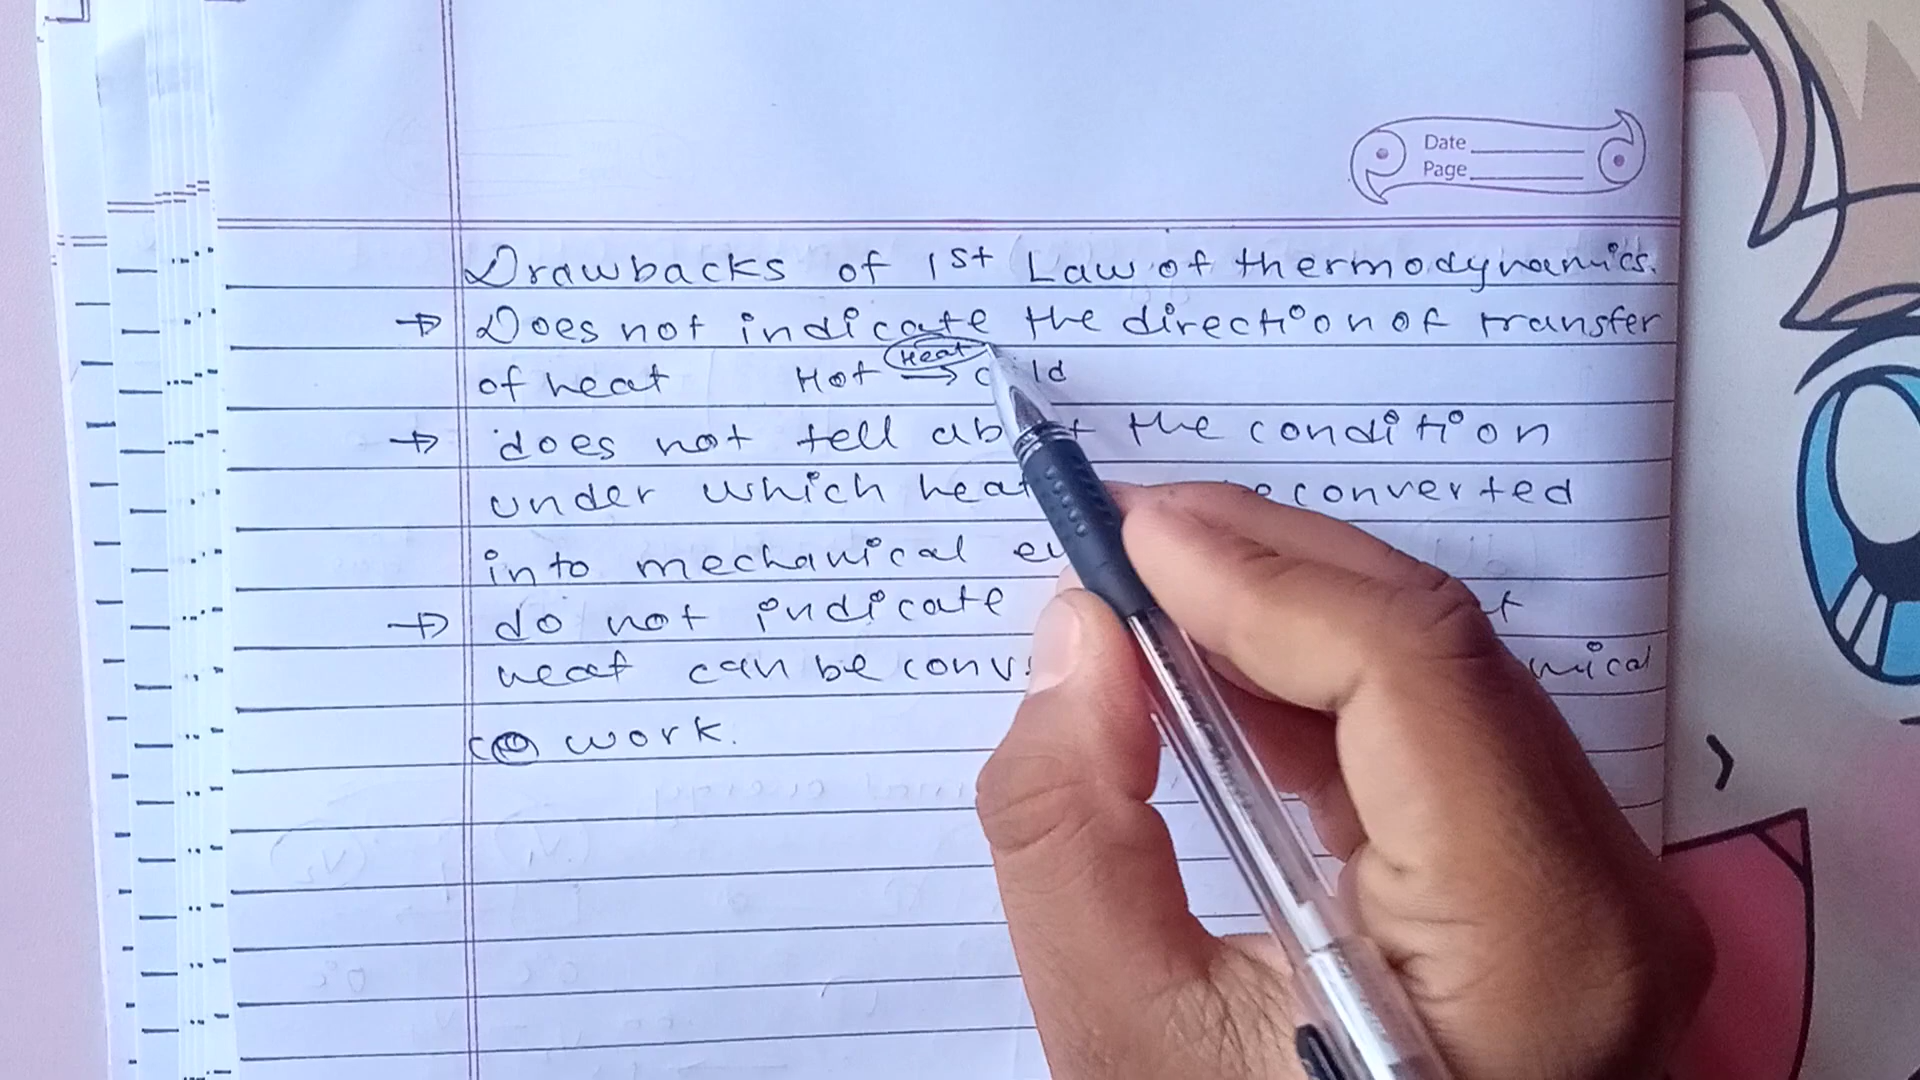 Date
Page
Drawbacks of 1st Law of thermodynamics.
→ Does not indicate the direction of transfer
of heat Hot Heat → cold
→ does not tell about the condition
under which heat converted
into mechanical
→ do not indicate
heat can be
work.